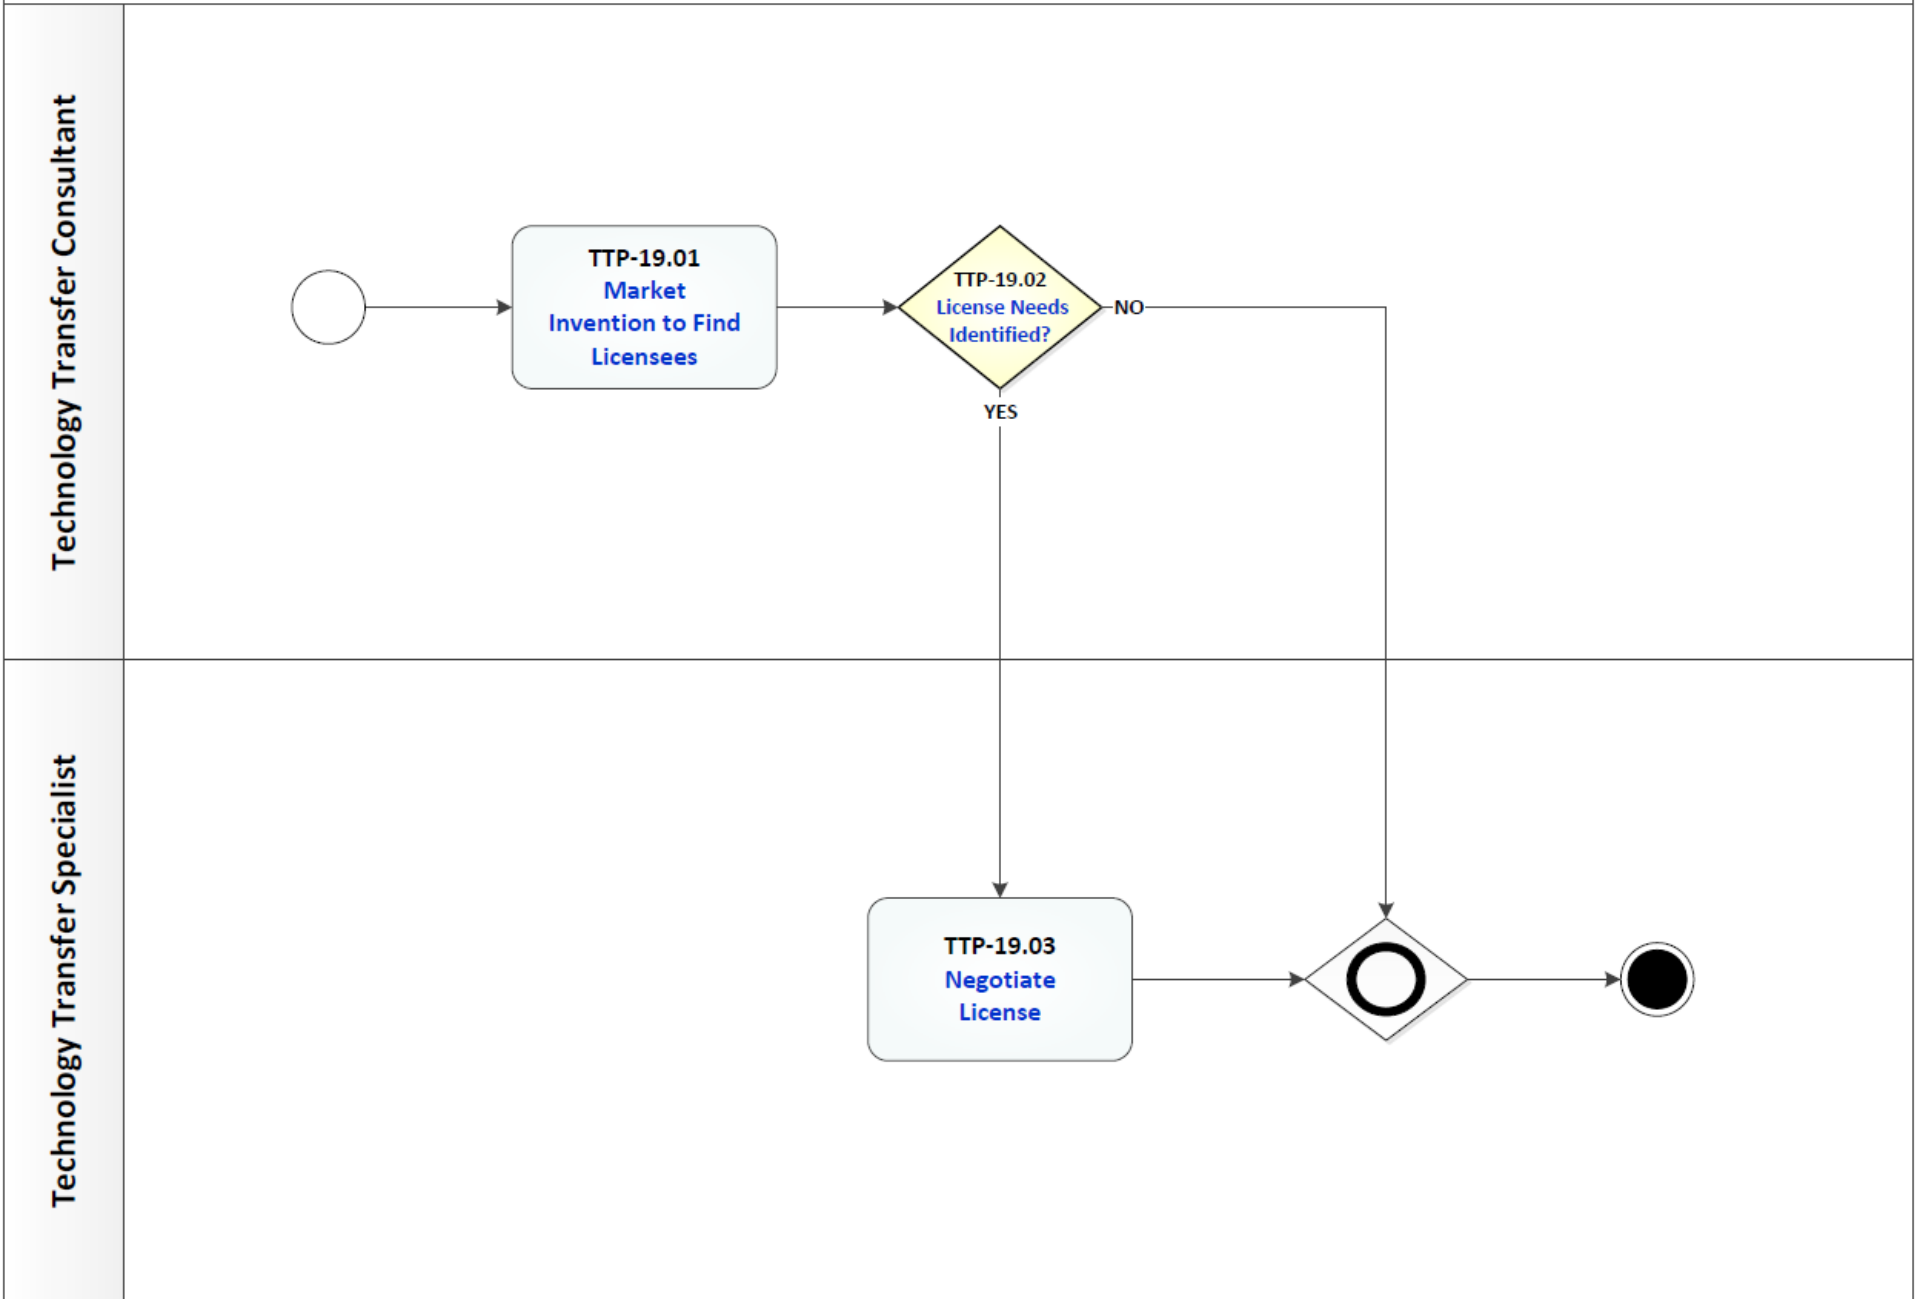 Technology Transfer Consultant
TTP-19.01
Market
Invention to Find
Licensees
TTP-19.02
License Needs
Identified?
NO
YES
Technology Transfer Specialist
TTP-19.03
Negotiate
License